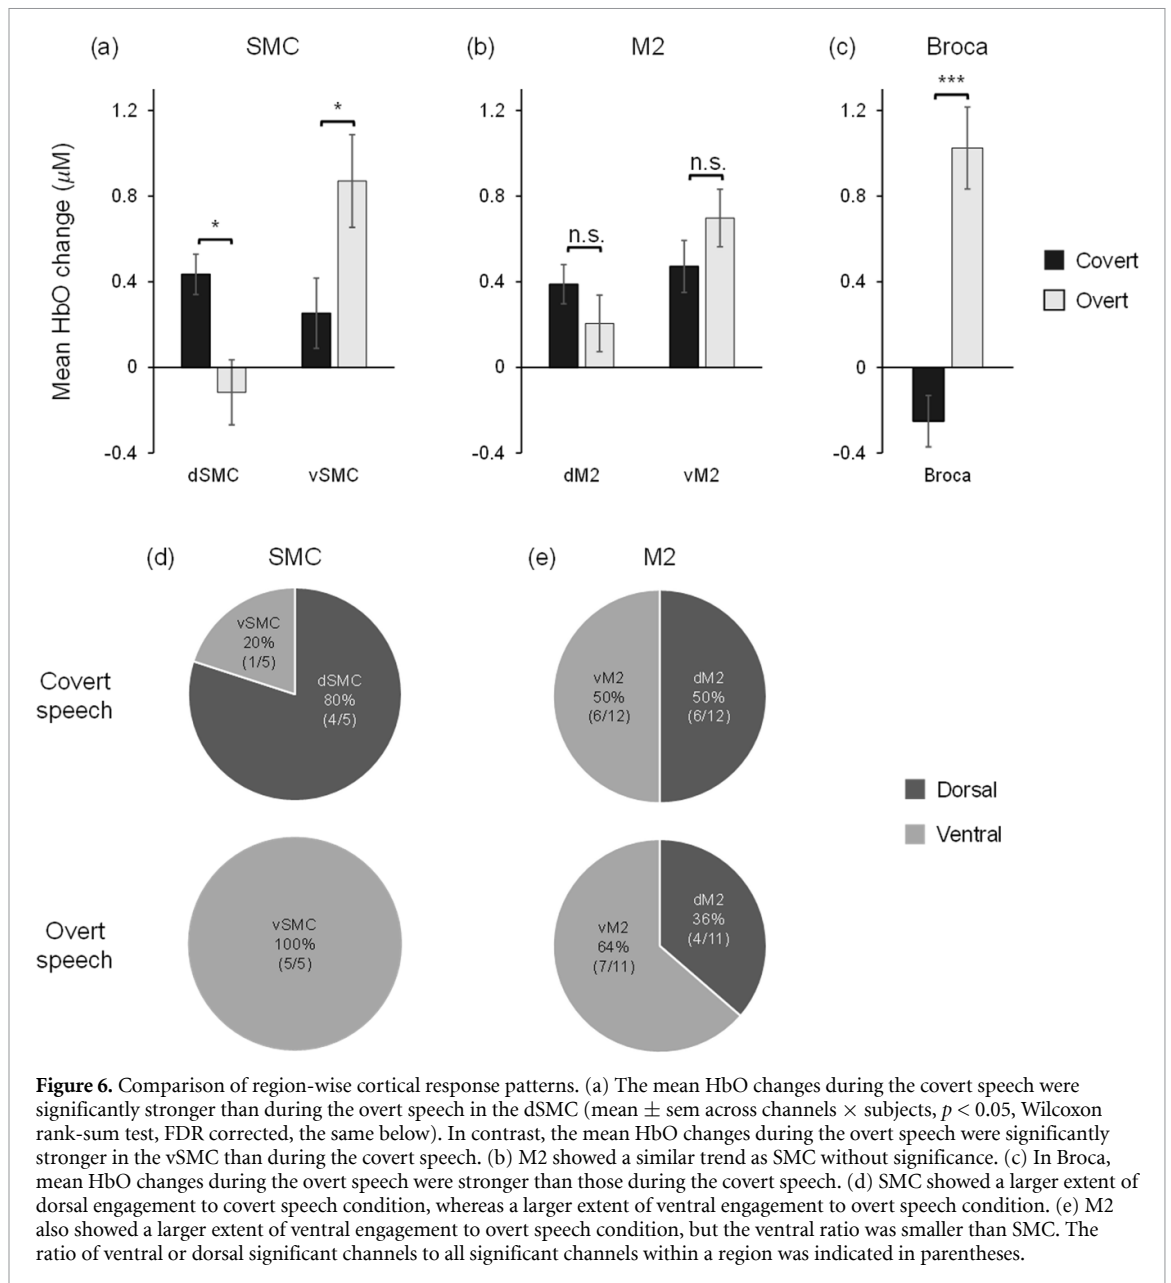 (a) SMC (b) M2 (c) Broca
Mean HbO change (μM)
1.2
0.8
0.4
0
-0.4
*
*
dSMC vSMC
1.2
0.8
0.4
0
-0.4
n.s.
n.s.
dM2 vM2
1.2
0.8
0.4
0
-0.4
***
Broca
Covert
Overt
(d) SMC (e) M2
Covert
speech
vSMC
20%
(1/5)
dSMC
80%
(4/5)
vM2
50%
(6/12)
dM2
50%
(6/12)
Dorsal
Ventral
Overt
speech
vSMC
100%
(5/5)
vM2
64%
(7/11)
dM2
36%
(4/11)
Figure 6. Comparison of region-wise cortical response patterns. (a) The mean HbO changes during the covert speech were
significantly stronger than during the overt speech in the dSMC (mean ± sem across channels × subjects, p < 0.05, Wilcoxon
rank-sum test, FDR corrected, the same below). In contrast, the mean HbO changes during the overt speech were significantly
stronger in the vSMC than during the covert speech. (b) M2 showed a similar trend as SMC without significance. (c) In Broca,
mean HbO changes during the overt speech were stronger than those during the covert speech. (d) SMC showed a larger extent of
dorsal engagement to covert speech condition, whereas a larger extent of ventral engagement to overt speech condition. (e) M2
also showed a larger extent of ventral engagement to overt speech condition, but the ventral ratio was smaller than SMC. The
ratio of ventral or dorsal significant channels to all significant channels within a region was indicated in parentheses.